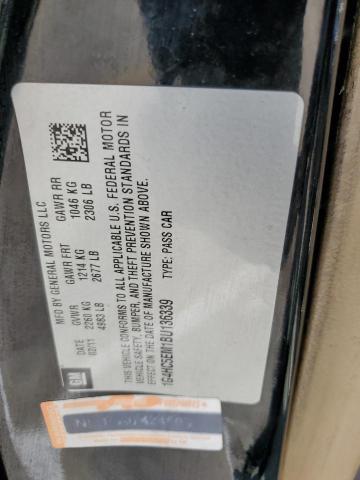 MFD BY GENERAL MOTORS LLC
DATE GVWR GAWR FRT GAWR RR
02/11 2260 KG 1214 KG 1046 KG
4983 LB 2677 LB 2306 LB
THIS VEHICLE CONFORMS TO ALL APPLICABLE U.S. FEDERAL MOTOR
VEHICLE SAFETY, BUMPER, AND THEFT PREVENTION STANDARDS IN
EFFECT ON THE DATE OF MANUFACTURE SHOWN ABOVE.
1G4HC5EM1BU136339 TYPE: PASS CAR
GM